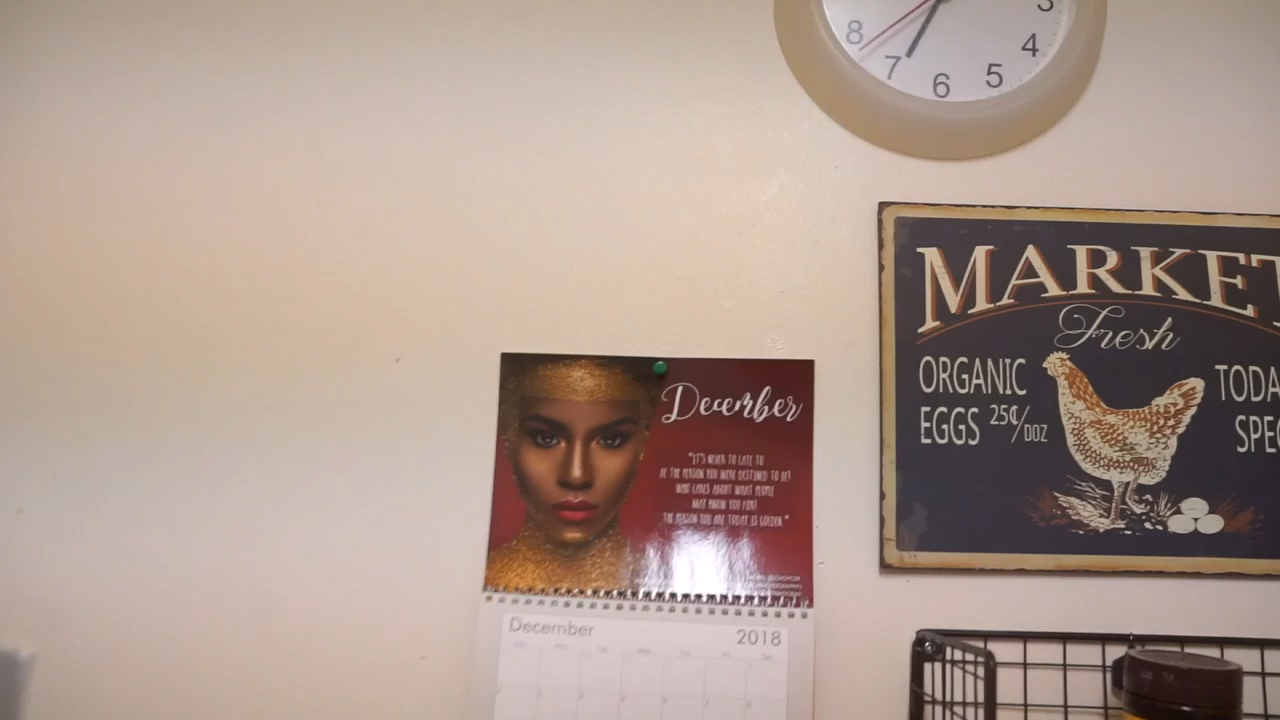 8
3
7
4
6
5
MARKET
Fresh
ORGANIC
EGGS 25¢/DOZ
TODA
SPE
December
"IT'S NEVER TO LATE TO
BE THE PERSON YOU WERE DESTINED TO BE!
WHO CARES ABOUT WHAT PEOPLE
MAY KNOW YOU FOR!
THE PERSON YOU ARE TODAY IS GOLDEN."
December 2018